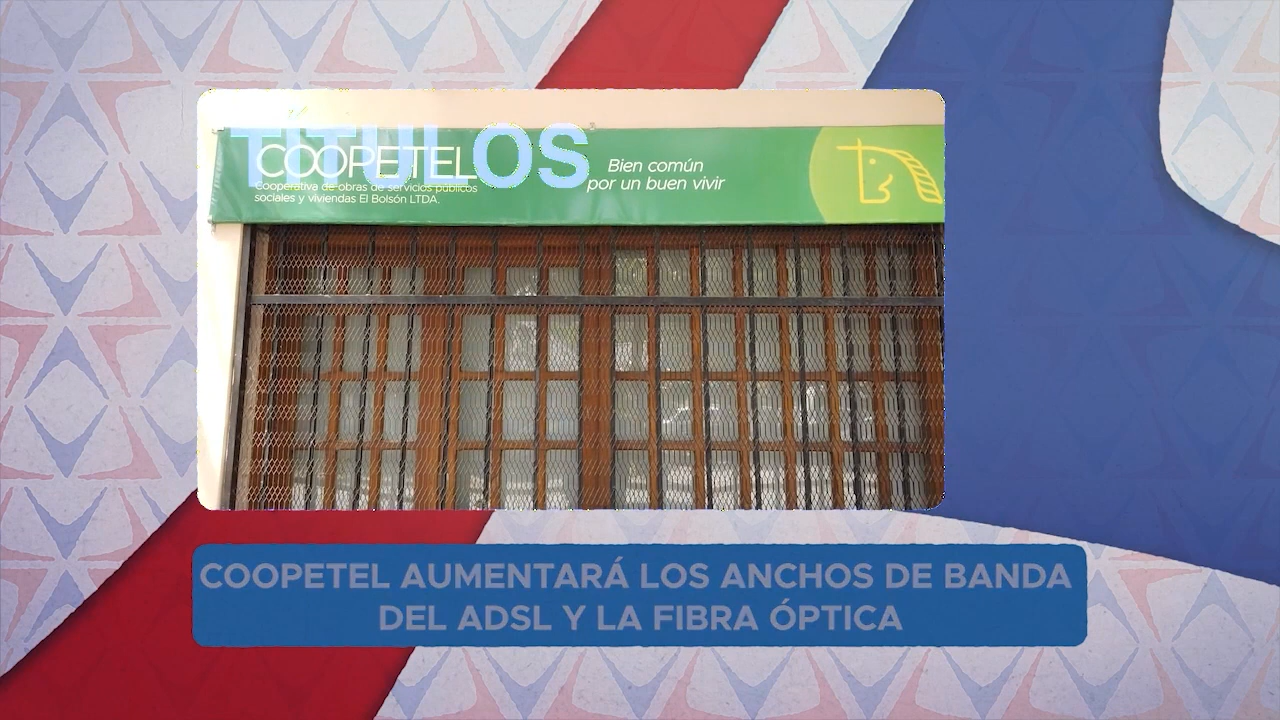 TÍTULOS
COOPETEL
Cooperativa de obras de servicios públicos
sociales y viviendas El Bolsón LTDA.
Bien común
por un buen vivir
COOPETEL AUMENTARÁ LOS ANCHOS DE BANDA
DEL ADSL Y LA FIBRA ÓPTICA